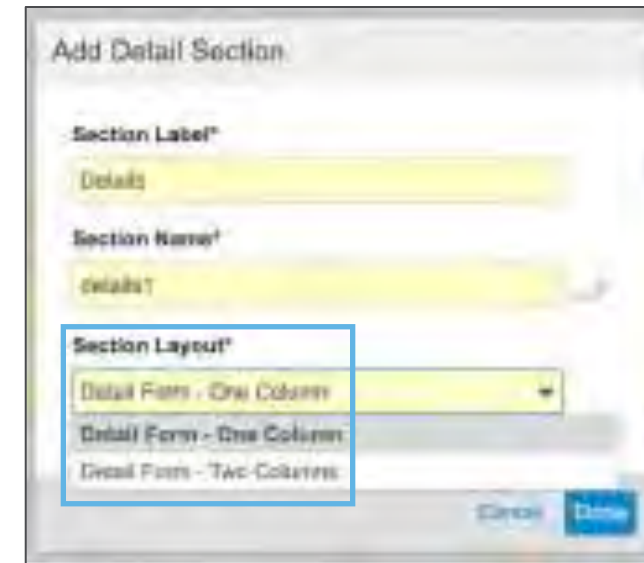 Add Detail Section
Section Label*
Details
Section Name*
details1
Section Layout*
Detail Form - One Column
Detail Form - One Column
Detail Form - Two Columns
Cancel Done